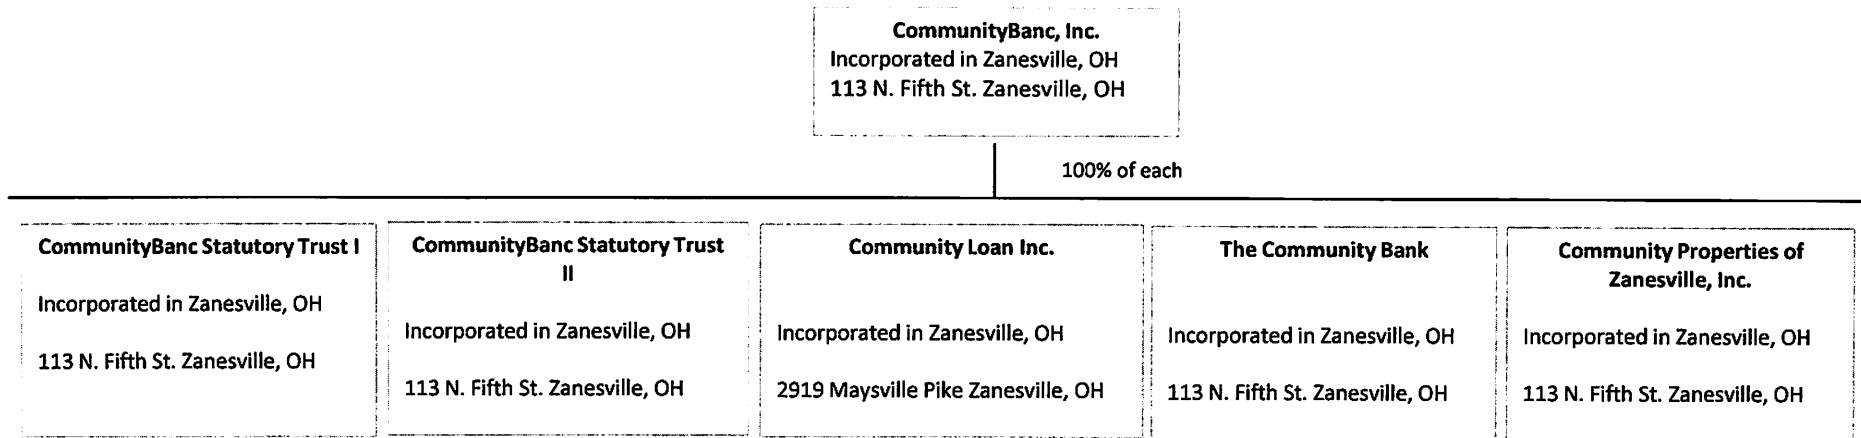 CommunityBanc, Inc.
Incorporated in Zanesville, OH
113 N. Fifth St. Zanesville, OH
100% of each
CommunityBanc Statutory Trust I
Incorporated in Zanesville, OH
113 N. Fifth St. Zanesville, OH
CommunityBanc Statutory Trust
II
Incorporated in Zanesville, OH
113 N. Fifth St. Zanesville, OH
Community Loan Inc.
Incorporated in Zanesville, OH
2919 Maysville Pike Zanesville, OH
The Community Bank
Incorporated in Zanesville, OH
113 N. Fifth St. Zanesville, OH
Community Properties of
Zanesville, Inc.
Incorporated in Zanesville, OH
113 N. Fifth St. Zanesville, OH